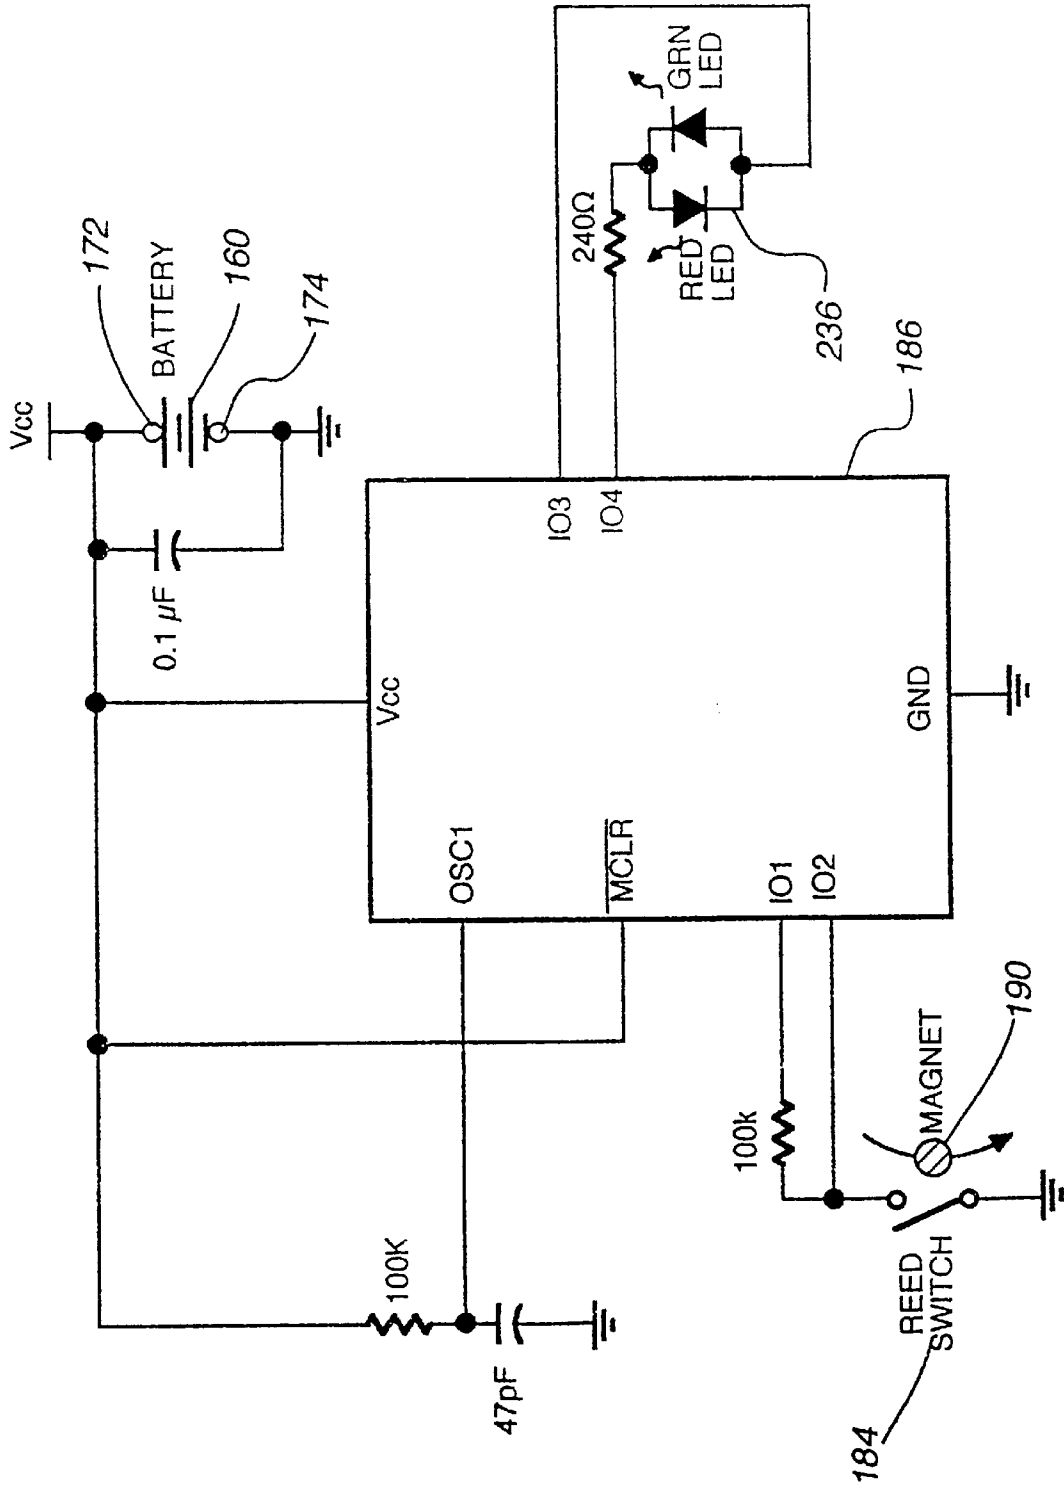 Vcc
172
BATTERY
160
174
0.1 µF
Vcc
OSC1
MCLR
IO1
IO2
GND
IO3
IO4
186
240Ω
RED
LED
GRN
LED
236
100K
47pF
100k
REED
SWITCH
184
MAGNET
190